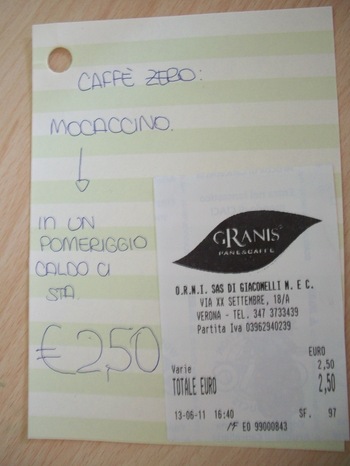 CAFFÈ ZERO:
MOCACCINO.
IN UN
POMERIGGIO
CALDO CI
STA.
€2,50
GRANIS
PANE&CAFFÈ
O.R.N.I. SAS DI GIACOMELLI M. E C.
VIA XX SETTEMBRE, 18/A
VERONA - TEL. 347 3733439
Partita Iva 03962940239
EURO
Varie 2,50
TOTALE EURO 2,50
13-06-11 16:40 SF. 97
MF EO 99000843